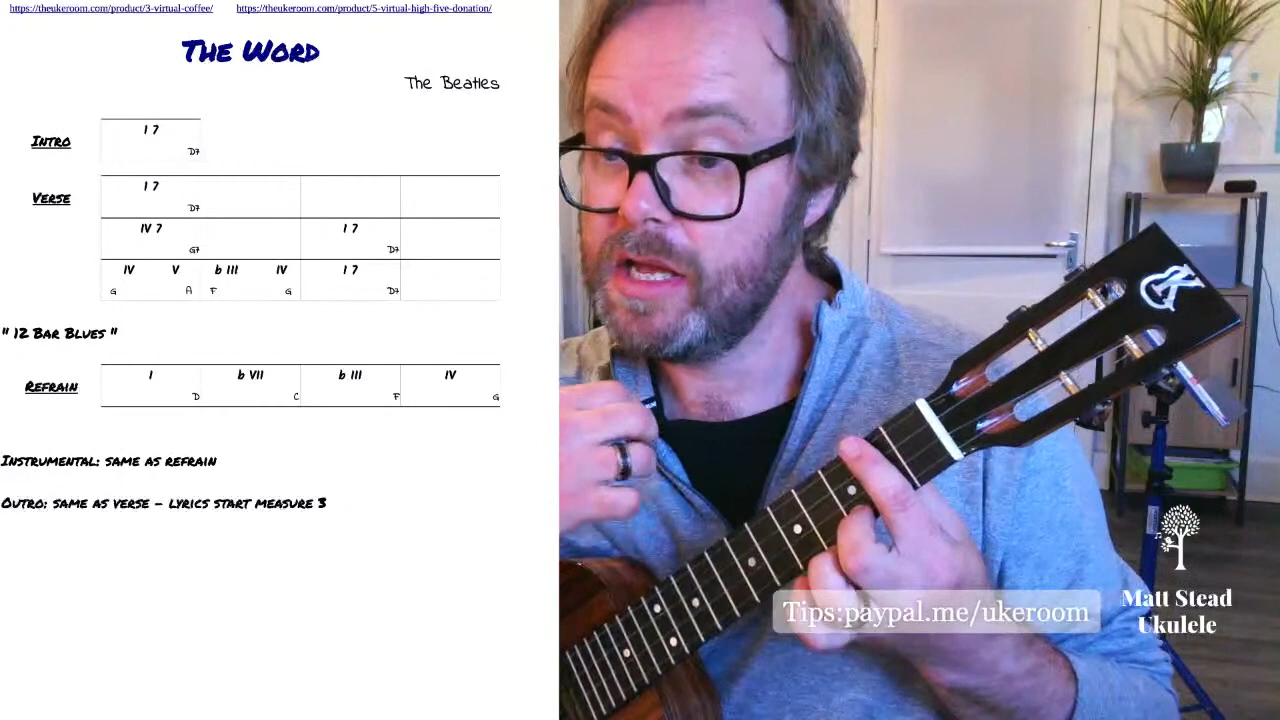 https://theukeroom.com/product/3-virtual-coffee/ https://theukeroom.com/product/5-virtual-high-five-donation/
The Word
The Beatles
Intro
I 7
D7
Verse
I 7
D7
IV 7 I 7
G7 D7
IV V b III IV I 7
G A F G D7
" 12 Bar Blues "
Refrain
I b VII b III IV
D C F G
Instrumental: same as refrain
Outro: same as verse - lyrics start measure 3
K
Tips:paypal.me/ukeroom
Matt Stead
Ukulele